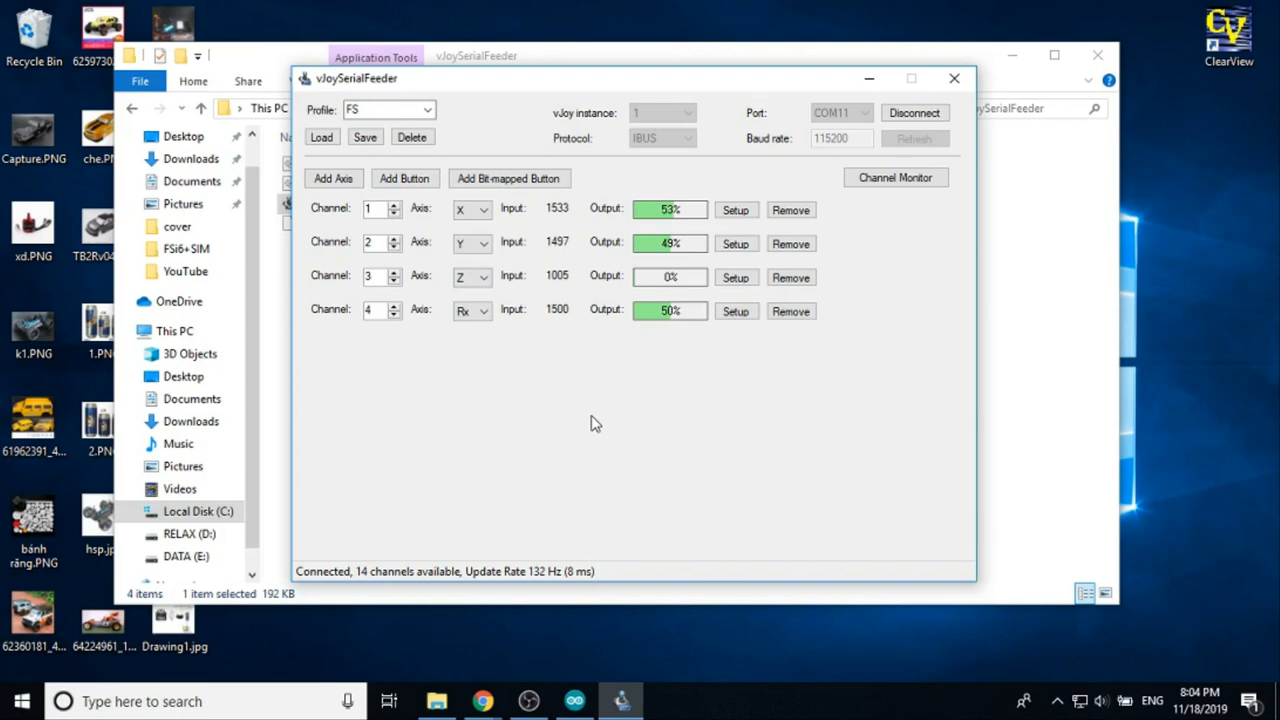 Recycle Bin
6259730...
ClearView
Capture.PNG
che.P
xd.PNG
TB2Rv04
k1.PNG
1.PN
61962391_4...
2.PN
bánh
răng.PNG
hsp.jp
62360181_4...
64224961_1
Drawing1.jpg
Application Tools
vJoySerialFeeder
File
Home
Share
This PC
ySerialFeeder
Desktop
Downloads
Documents
Pictures
cover
FSi6+SIM
YouTube
OneDrive
This PC
3D Objects
Desktop
Documents
Downloads
Music
Pictures
Videos
Local Disk (C:)
RELAX (D:)
DATA (E:)
4 items 1 item selected 192 KB
vJoySerialFeeder
Profile: FS vJoy instance: 1 Port: COM11 Disconnect
Load Save Delete Protocol: IBUS Baud rate: 115200 Refresh
Add Axis Add Button Add Bit-mapped Button Channel Monitor
Channel: 1 Axis: X Input: 1533 Output: 53% Setup Remove
Channel: 2 Axis: Y Input: 1497 Output: 49% Setup Remove
Channel: 3 Axis: Z Input: 1005 Output: 0% Setup Remove
Channel: 4 Axis: Rx Input: 1500 Output: 50% Setup Remove
Connected, 14 channels available, Update Rate 132 Hz (8 ms)
Type here to search
ENG
8:04 PM
11/18/2019
1